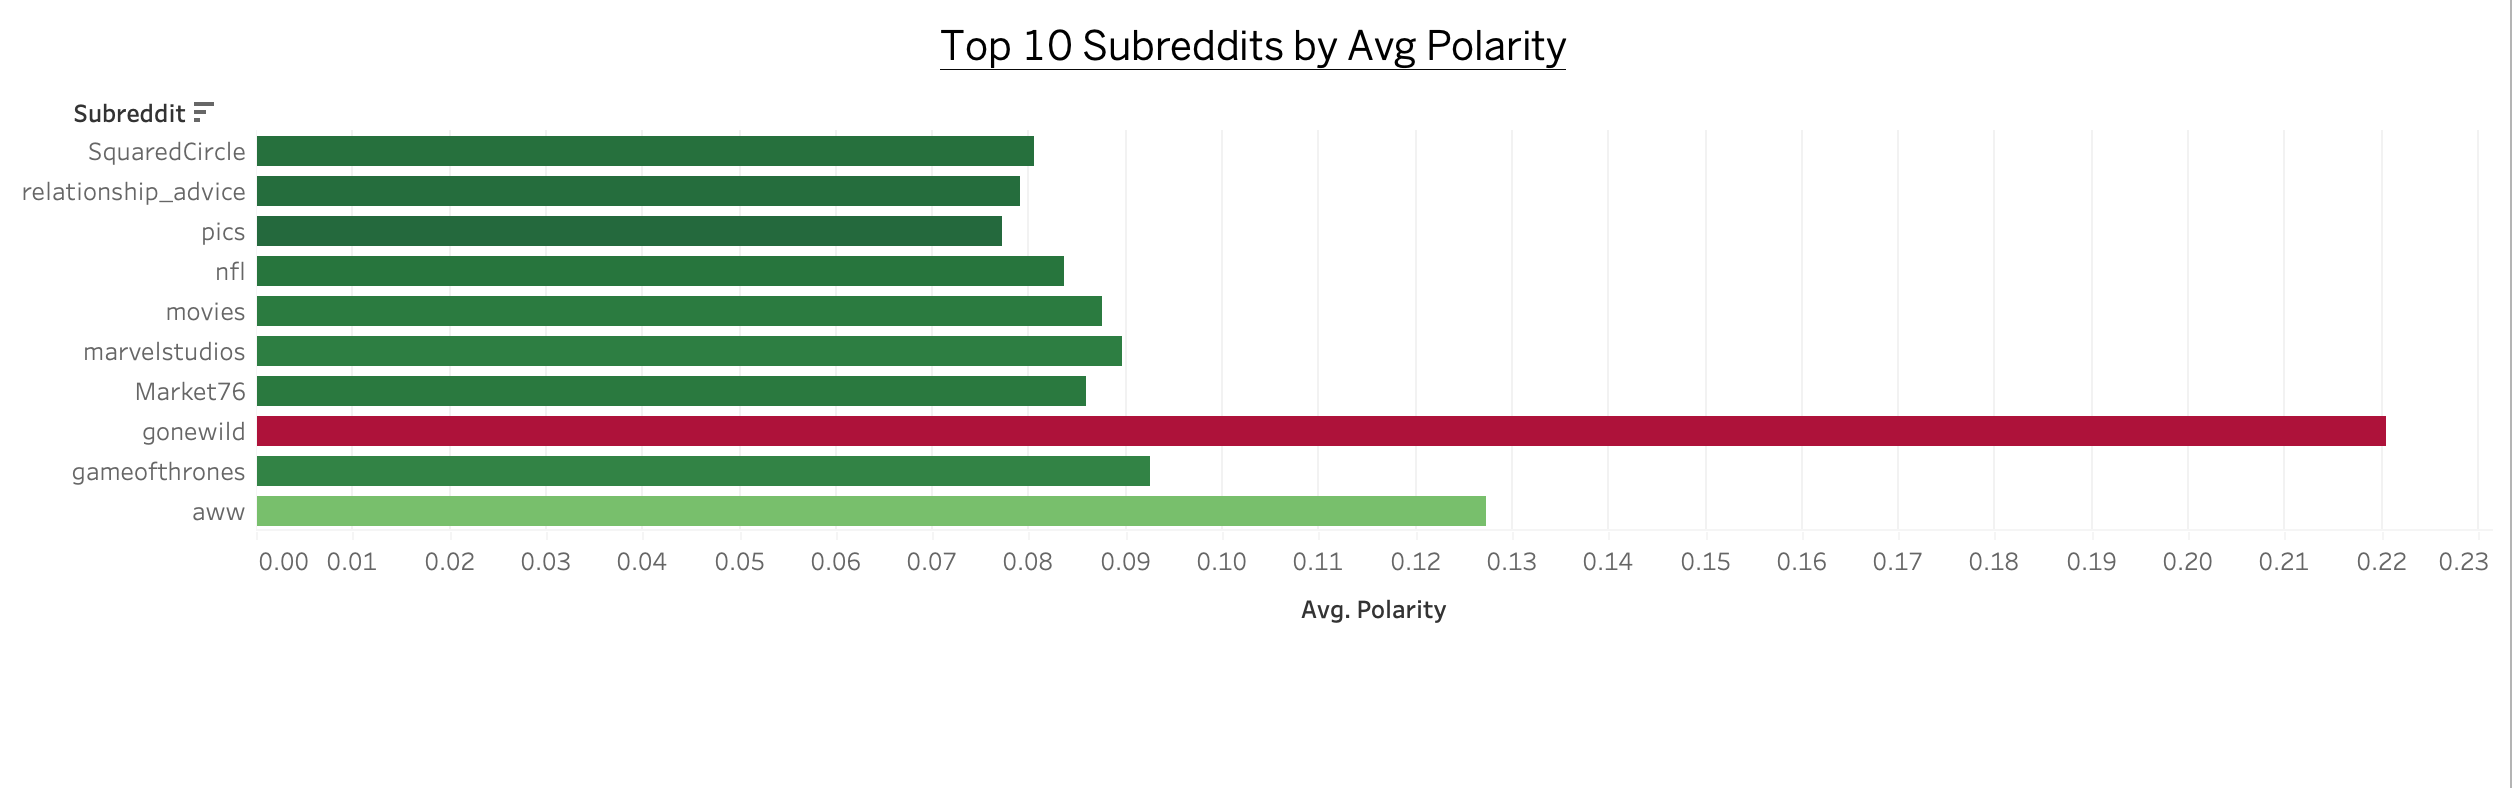 Top 10 Subreddits by Avg Polarity
Subreddit
SquaredCircle
relationship_advice
pics
nfl
movies
marvelstudios
Market76
gonewild
gameofthrones
aww
0.00 0.01 0.02 0.03 0.04 0.05 0.06 0.07 0.08 0.09 0.10 0.11 0.12 0.13 0.14 0.15 0.16 0.17 0.18 0.19 0.20 0.21 0.22 0.23
Avg. Polarity